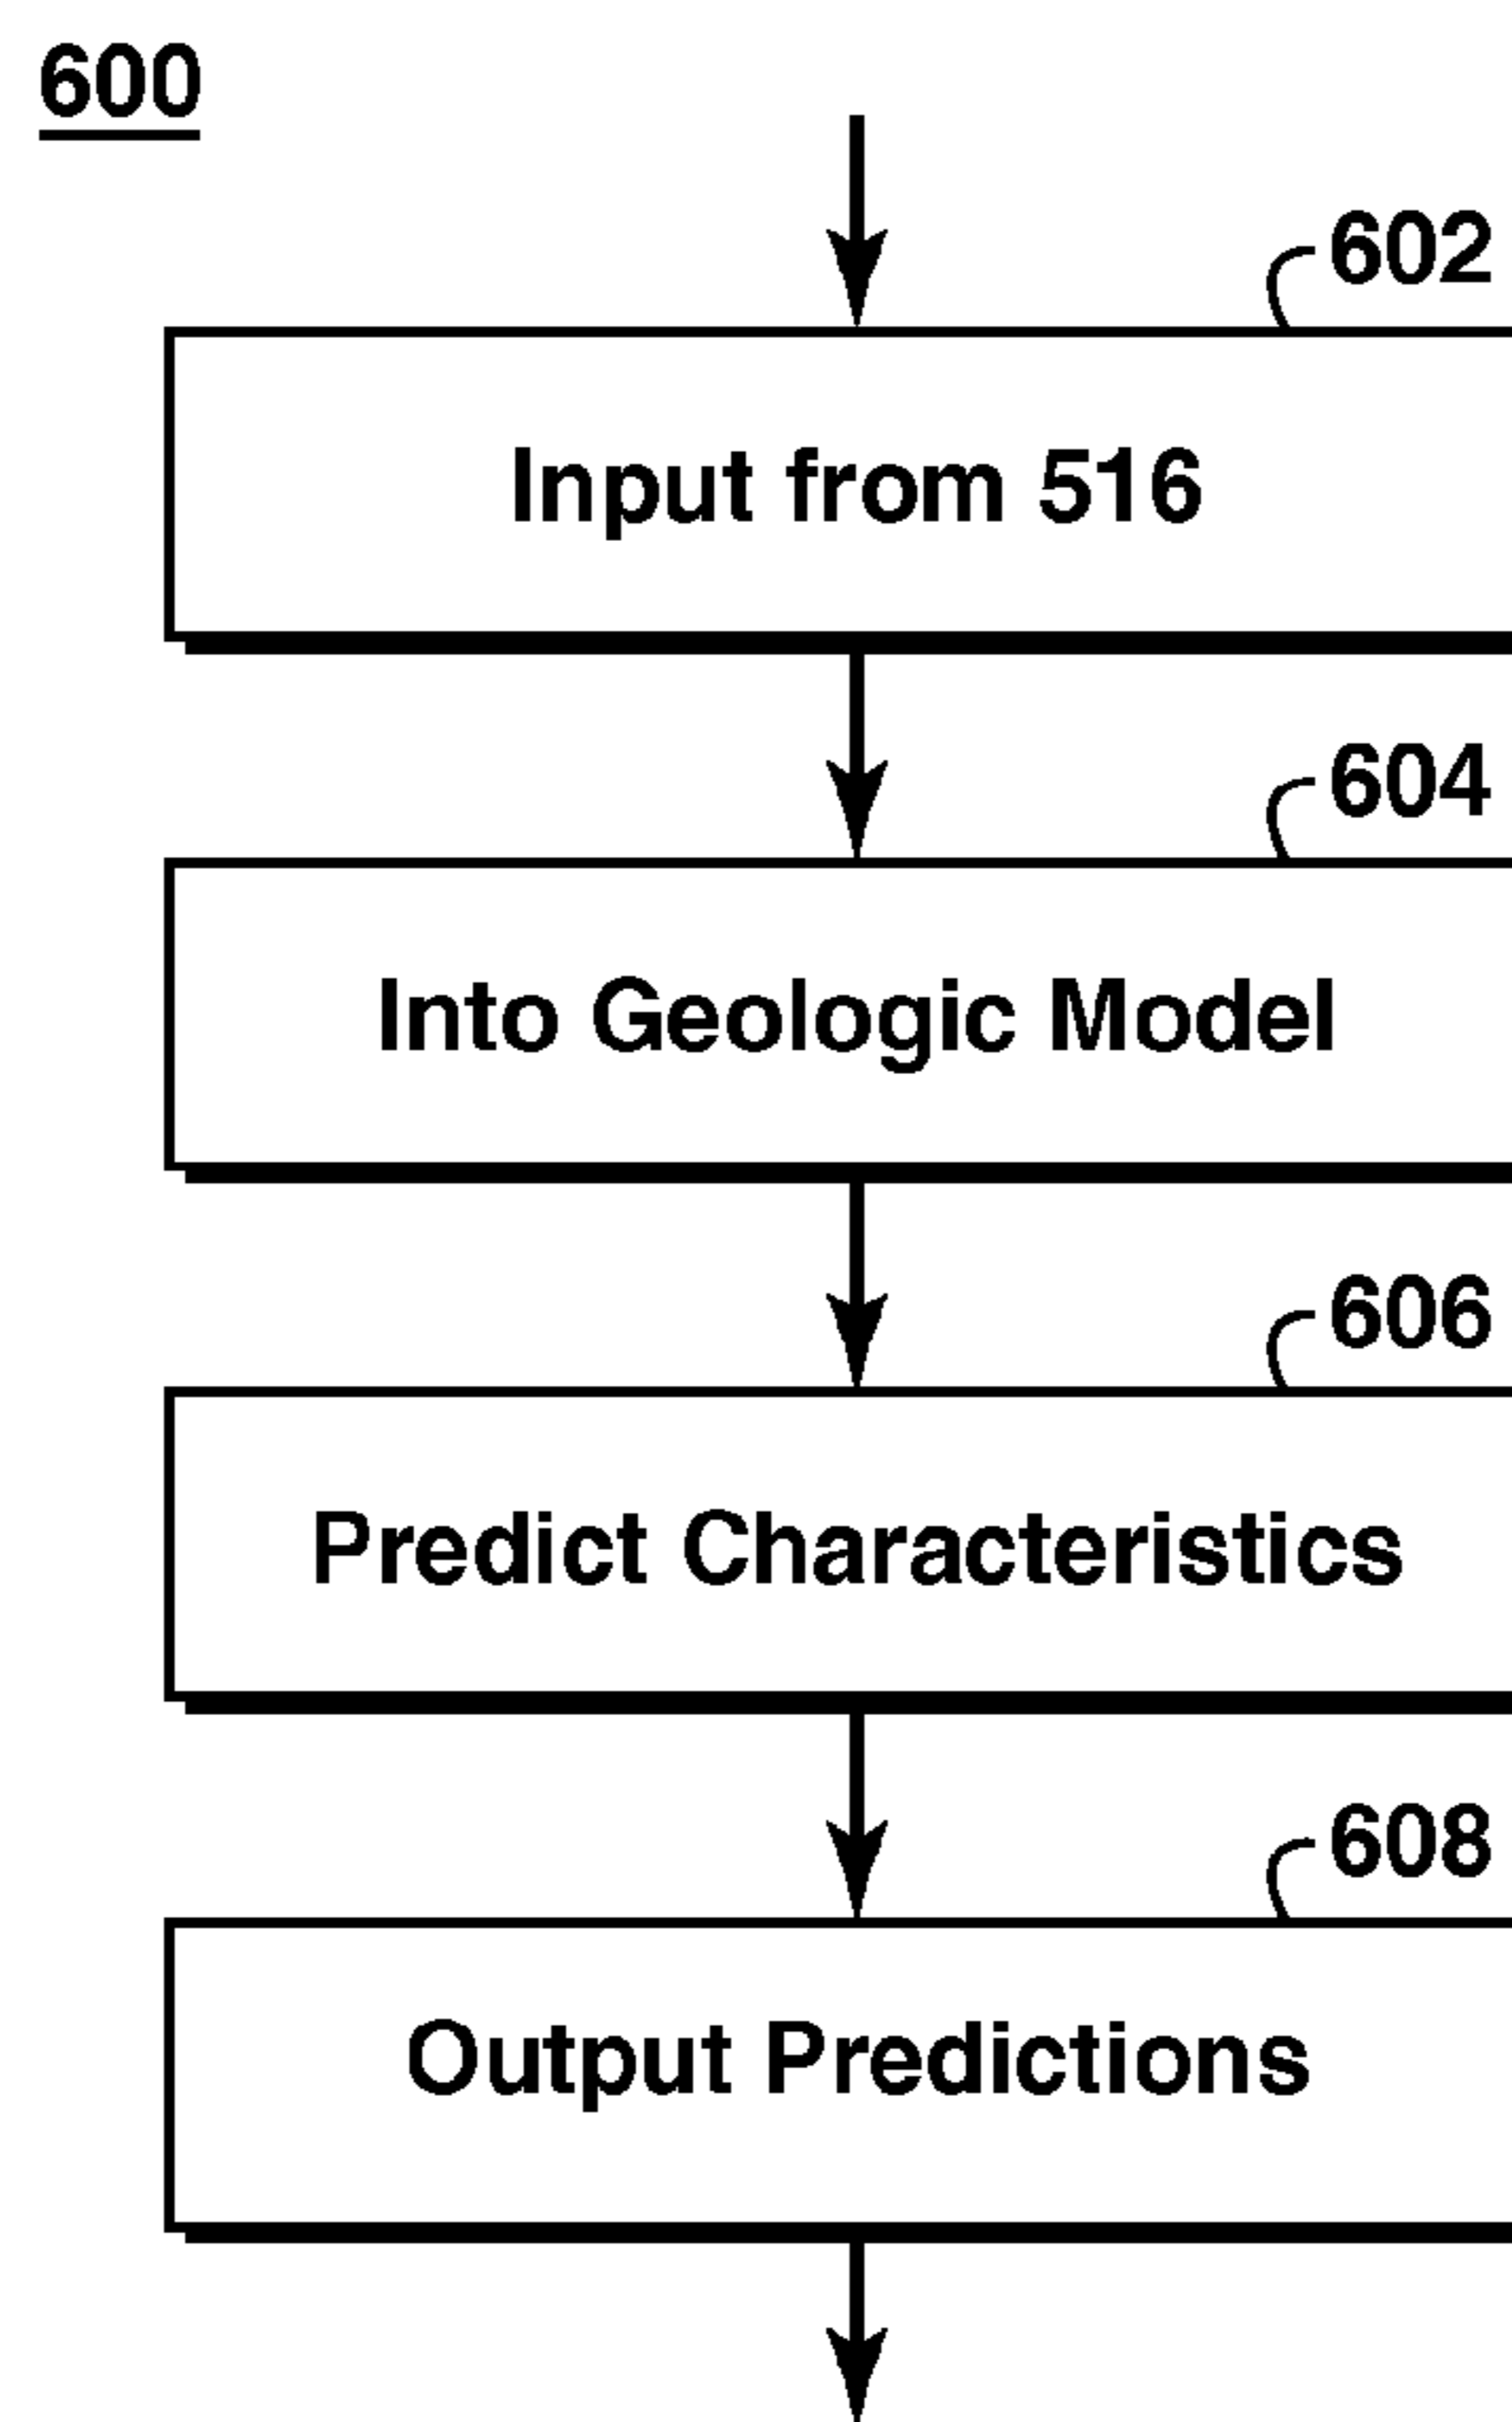 600
602
Input from 516
604
Into Geologic Model
606
Predict Characteristics
608
Output Predictions